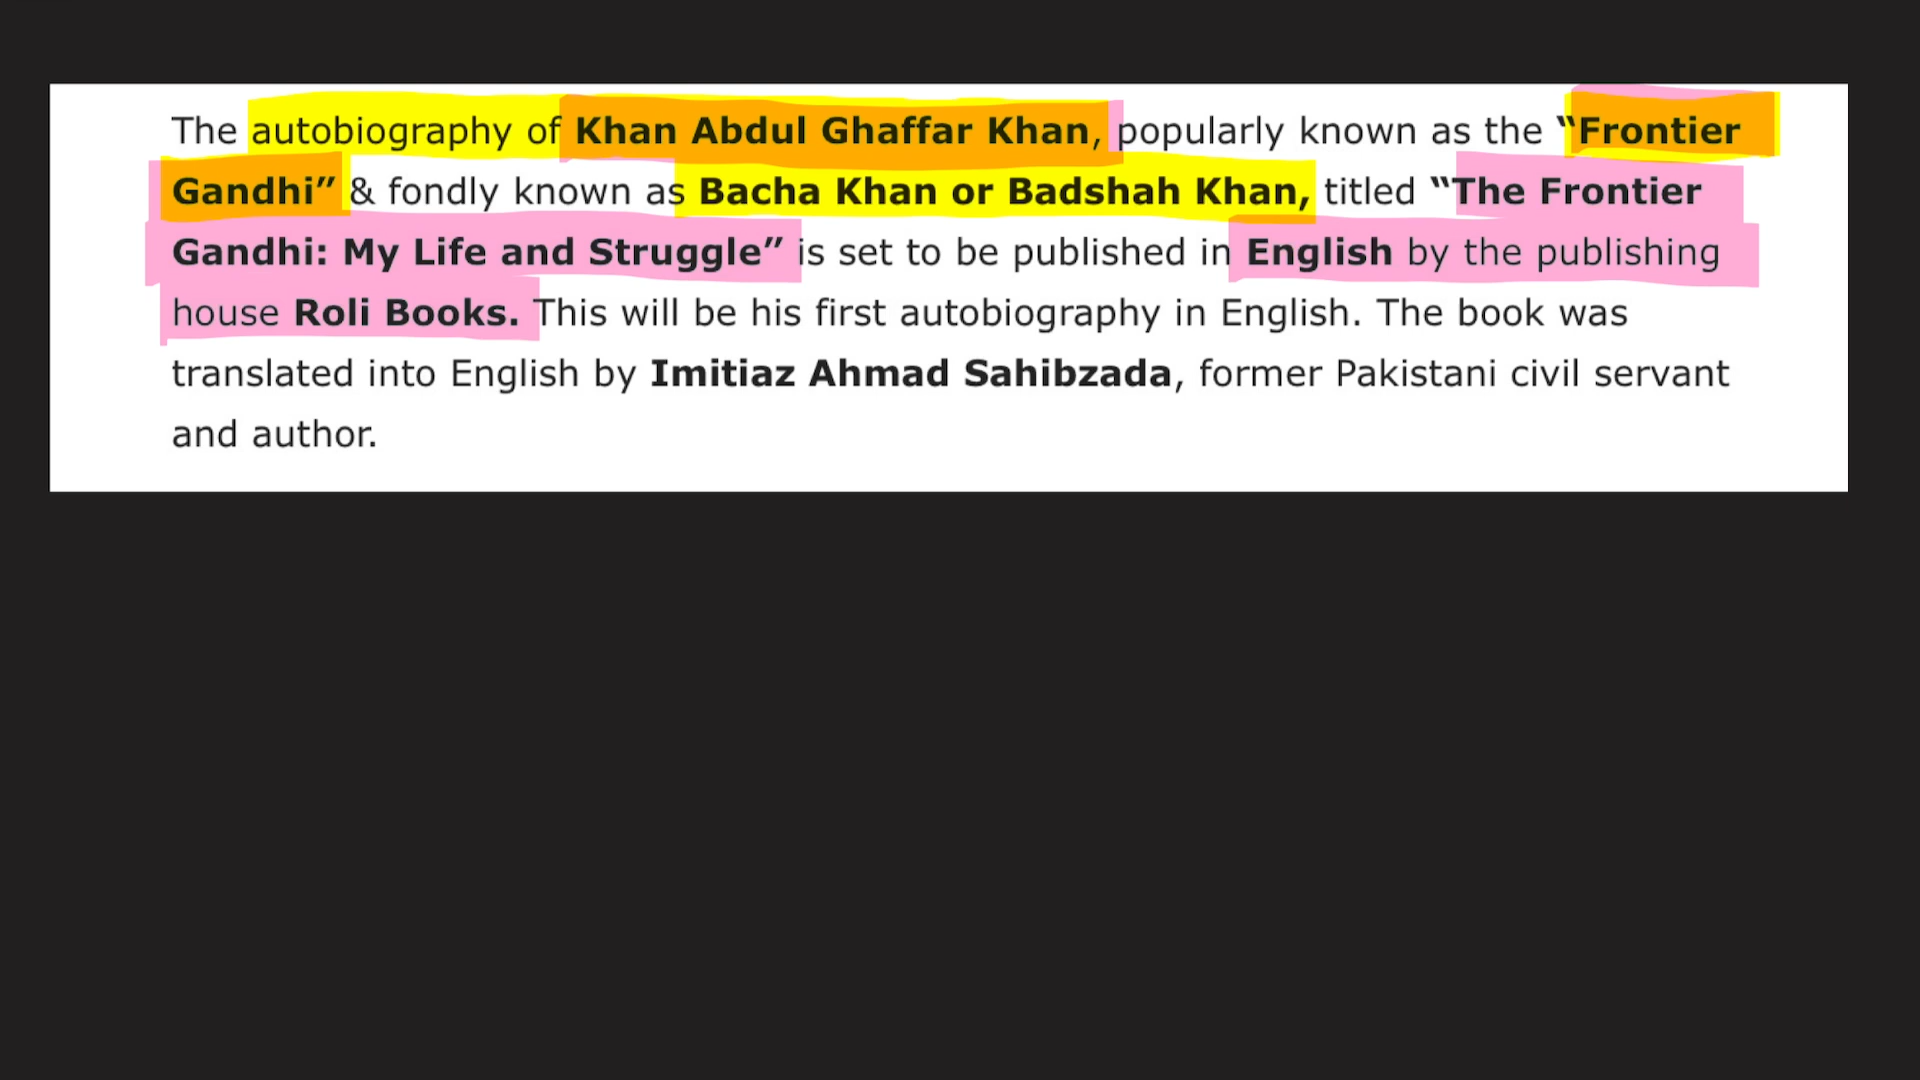 The autobiography of Khan Abdul Ghaffar Khan, popularly known as the “Frontier
Gandhi” & fondly known as Bacha Khan or Badshah Khan, titled “The Frontier
Gandhi: My Life and Struggle” is set to be published in English by the publishing
house Roli Books. This will be his first autobiography in English. The book was
translated into English by Imitiaz Ahmad Sahibzada, former Pakistani civil servant
and author.